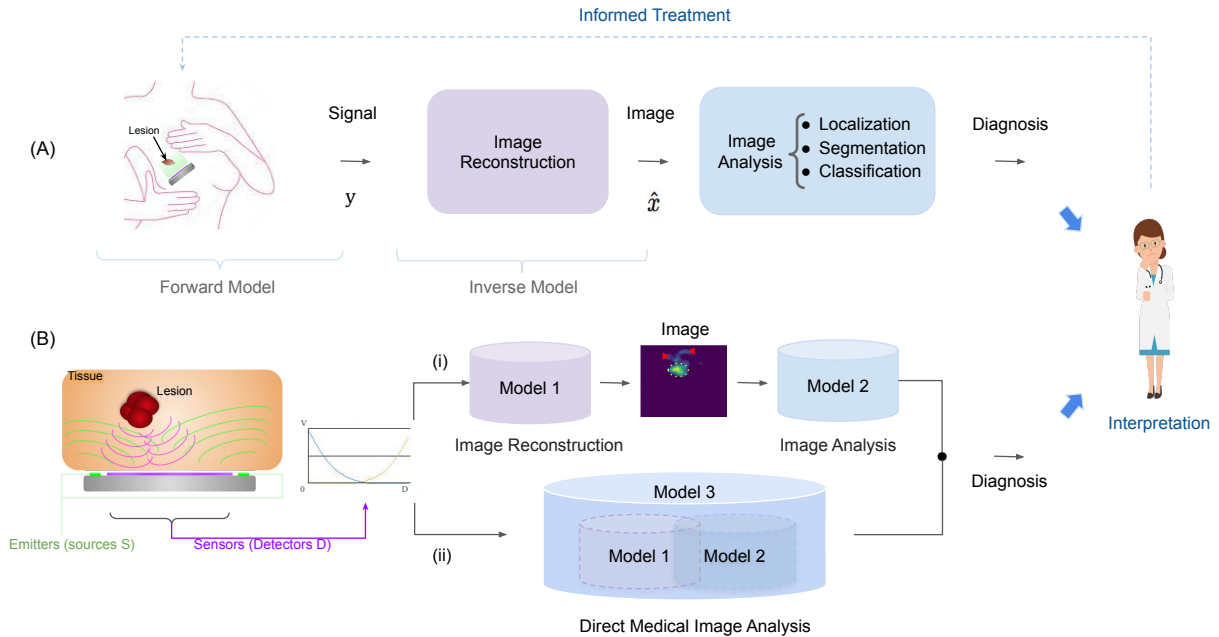 Informed Treatment
(A)
Lesion
Signal
y
Image
Reconstruction
Image
x̂
Image
Analysis
● Localization
● Segmentation
● Classification
Diagnosis
Forward Model
Inverse Model
Interpretation
(B)
Tissue
Lesion
V
0
D
Emitters (sources S)
Sensors (Detectors D)
(i)
Model 1
Image Reconstruction
Image
Model 2
Image Analysis
(ii)
Model 3
Model 1
Model 2
Direct Medical Image Analysis
Diagnosis